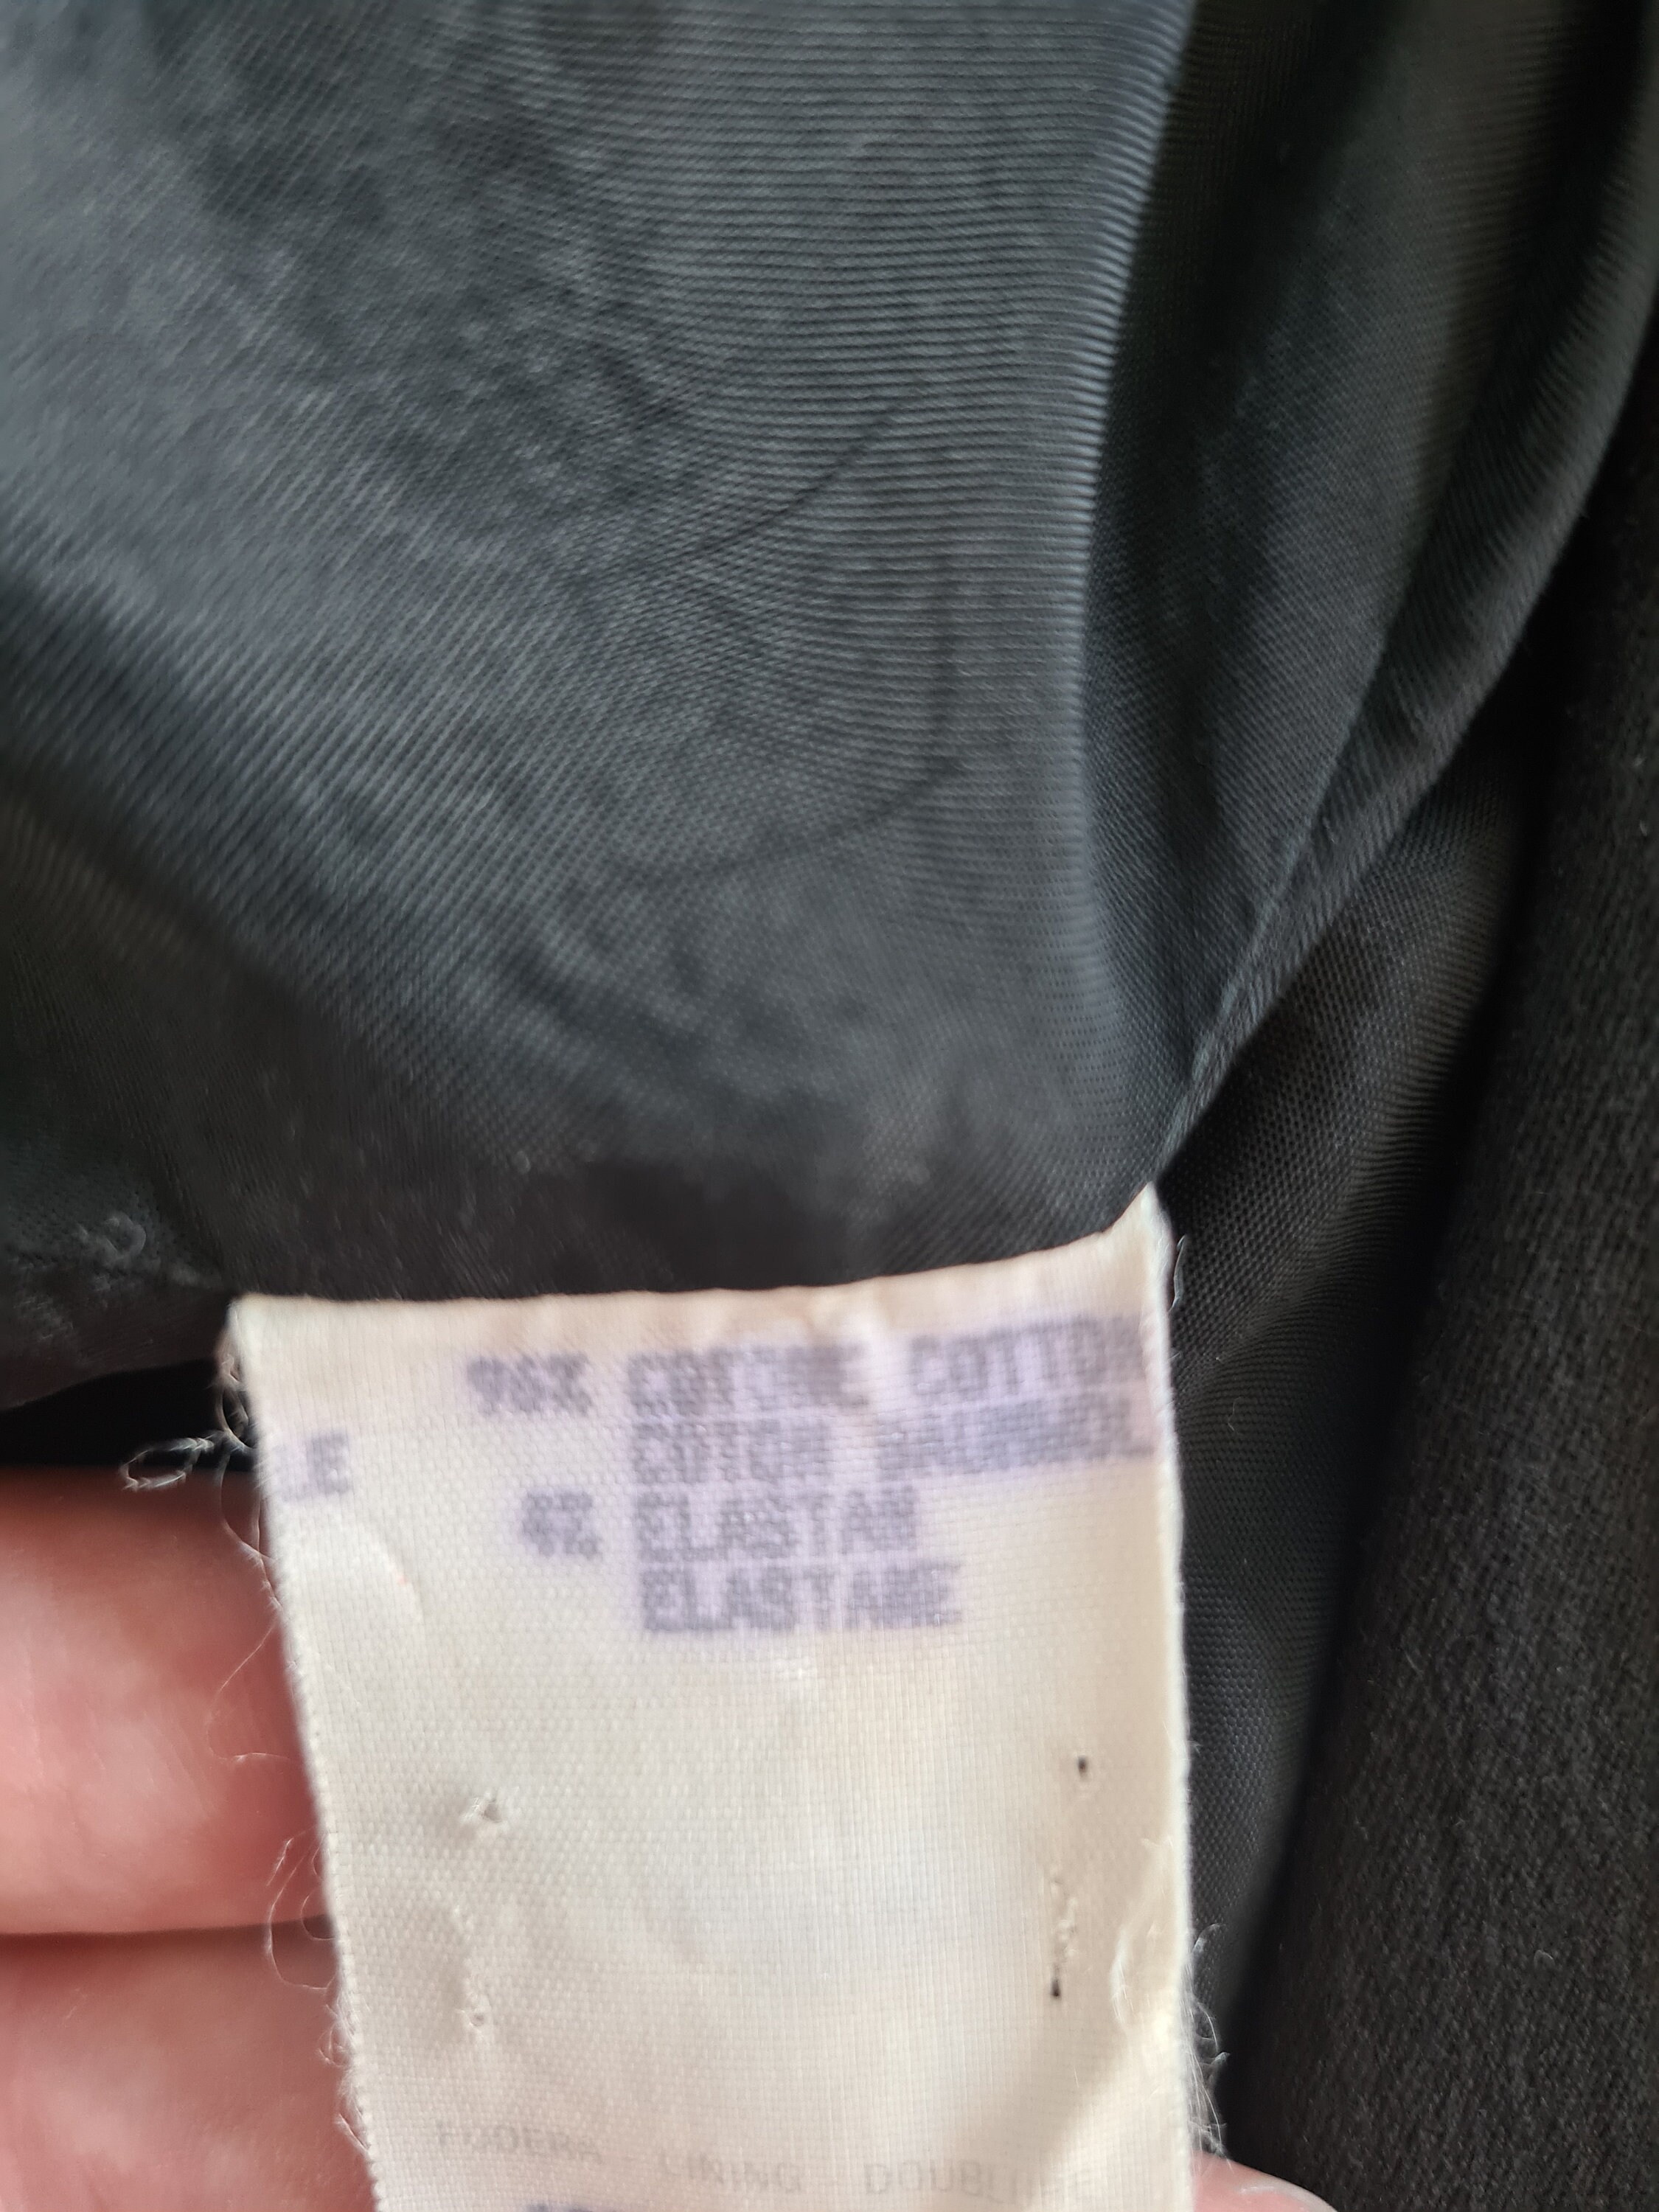 96% COTONE COTTON
COTON BAUMWOLLE
LE
4% ELASTAN
ELASTANE
FODERA - LINING - DOUBLURE